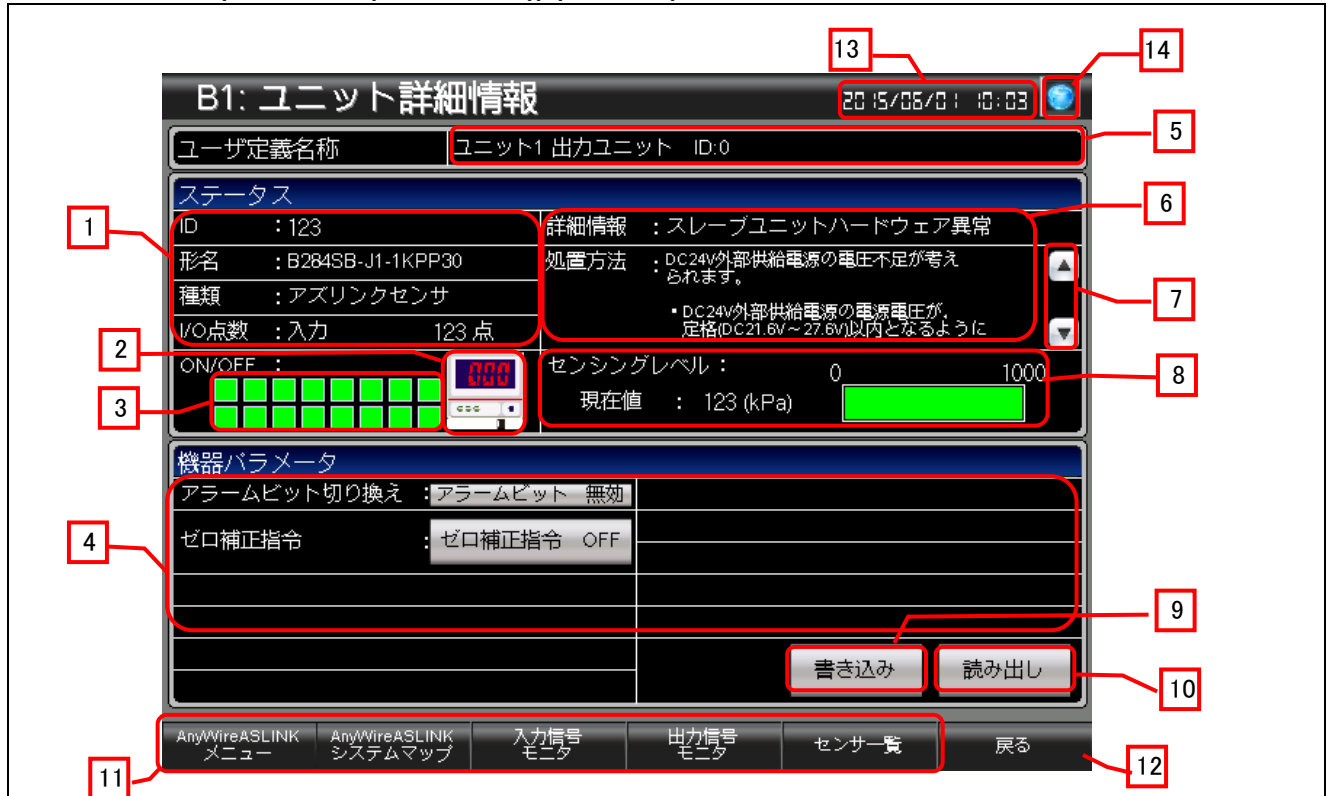 13
14
B1: ユニット詳細情報
2015/06/01 10:03
5
ユーザ定義名称
ユニット1 出力ユニット ID:0
ステータス
6
1
ID : 123
詳細情報 : スレーブユニットハードウェア異常
形名 : B284SB-J1-1KPP30
処置方法 : DC24V外部供給電源の電圧不足が考え
られます。
種類 : アズリンクセンサ
7
・DC24V外部供給電源の電源電圧が、
定格(DC21.6V～27.6V)以内となるように
I/O点数 : 入力 123 点
2
ON/OFF :
000
センシングレベル : 0 1000
8
3
現在値 : 123 (kPa)
機器パラメータ
アラームビット切り換え : アラームビット 無効
4
ゼロ補正指令 : ゼロ補正指令 OFF
9
書き込み
読み出し
10
AnyWireASLINK
メニュー
AnyWireASLINK
システムマップ
入力信号
モニタ
出力信号
モニタ
センサ一覧
戻る
11
12